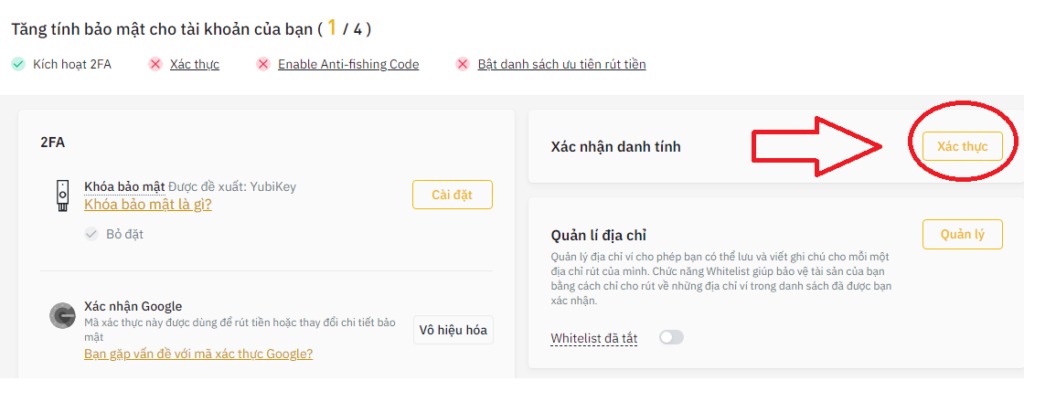 Tăng tính bảo mật cho tài khoản của bạn ( 1 / 4 )
Kích hoạt 2FA Xác thực Enable Anti-fishing Code Bật danh sách ưu tiên rút tiền
2FA
Khóa bảo mật Được đề xuất: YubiKey
Khóa bảo mật là gì?
Cài đặt
Bỏ đặt
Xác nhận Google
Mã xác thực này được dùng để rút tiền hoặc thay đổi chi tiết bảo
mật
Bạn gặp vấn đề với mã xác thực Google?
Vô hiệu hóa
Xác nhận danh tính
Xác thực
Quản lí địa chỉ
Quản lý địa chỉ ví cho phép bạn có thể lưu và viết ghi chú cho mỗi một
địa chỉ rút của mình. Chức năng Whitelist giúp bảo vệ tài sản của bạn
bằng cách chỉ cho rút về những địa chỉ ví trong danh sách đã được bạn
xác nhận.
Quản lý
Whitelist đã tắt